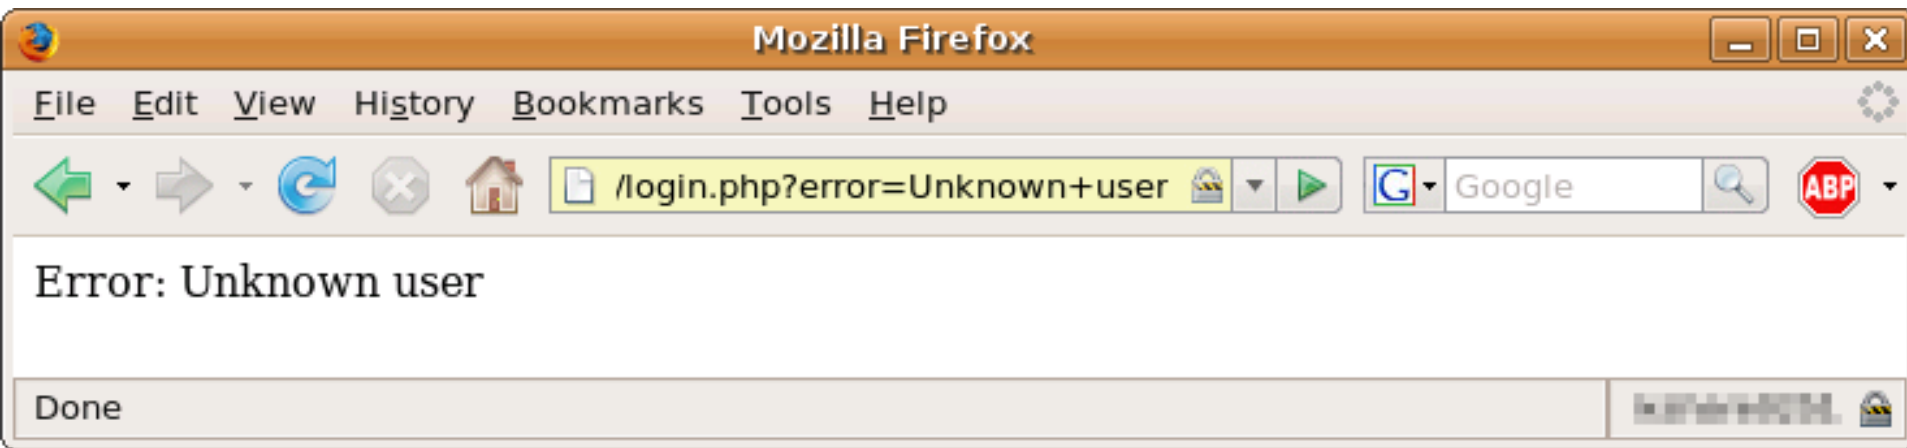 Mozilla Firefox
File Edit View History Bookmarks Tools Help
/login.php?error=Unknown+user G Google ABP
Error: Unknown user
Done